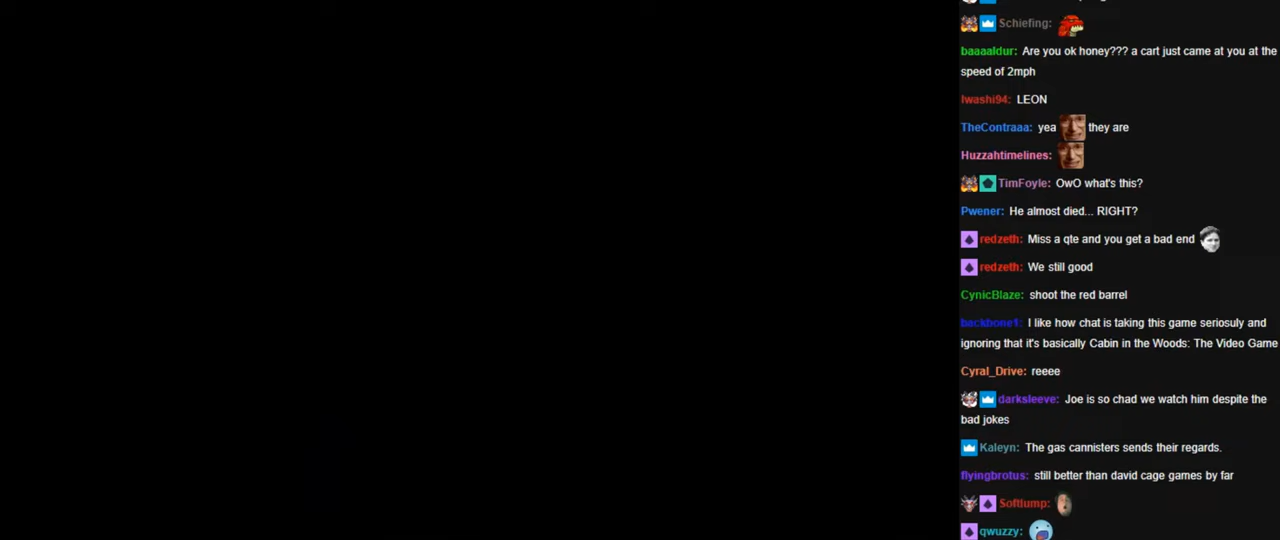 Schiefing:
baaaaldur: Are you ok honey??? a cart just came at you at the
speed of 2mph
Iwashi94: LEON
TheContraaa: yea they are
Huzzahtimelines:
TimFoyle: OwO what's this?
Pwener: He almost died... RIGHT?
redzeth: Miss a qte and you get a bad end
redzeth: We still good
CynicBlaze: shoot the red barrel
backbone1: I like how chat is taking this game seriosuly and
ignoring that it's basically Cabin in the Woods: The Video Game
Cyral_Drive: reeee
darksleeve: Joe is so chad we watch him despite the
bad jokes
Kaleyn: The gas cannisters sends their regards.
flyingbrotus: still better than david cage games by far
Softlump:
qwuzzy: